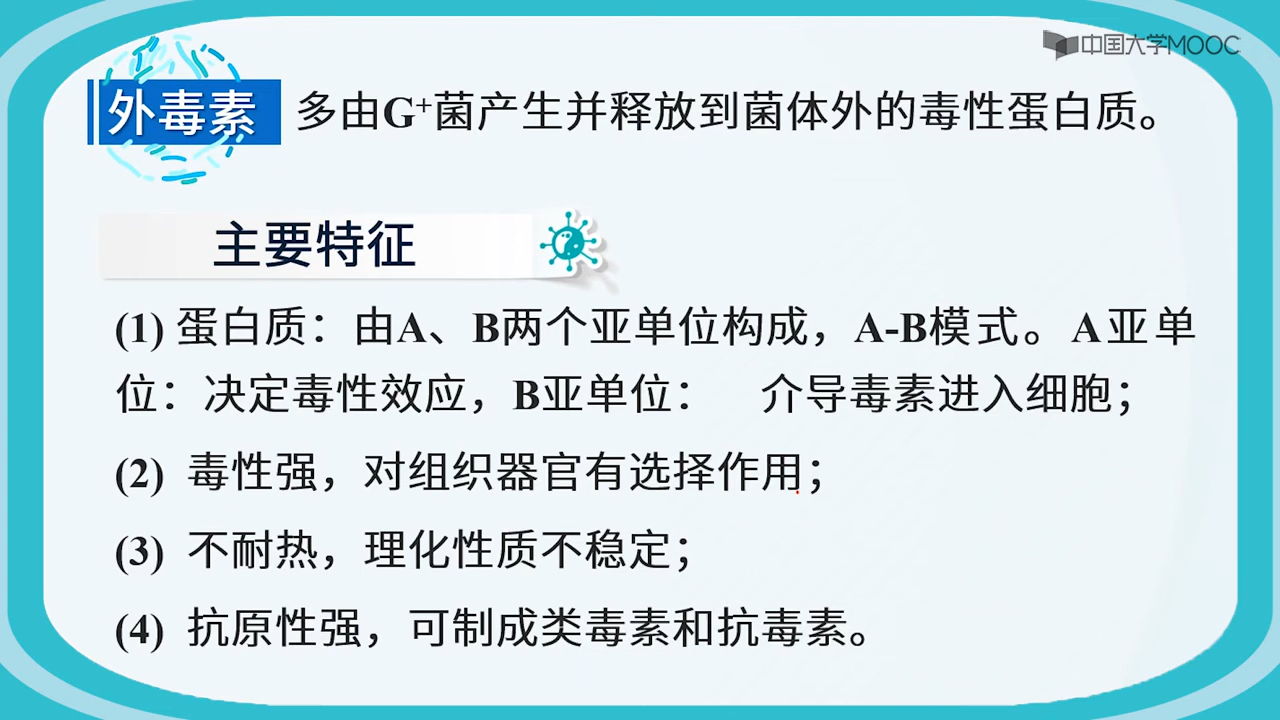 中国大学MOOC
外毒素 多由G⁺菌产生并释放到菌体外的毒性蛋白质。
主要特征
(1) 蛋白质：由A、B两个亚单位构成，A-B模式。A亚单
位：决定毒性效应，B亚单位： 介导毒素进入细胞；
(2) 毒性强，对组织器官有选择作用；
(3) 不耐热，理化性质不稳定；
(4) 抗原性强，可制成类毒素和抗毒素。